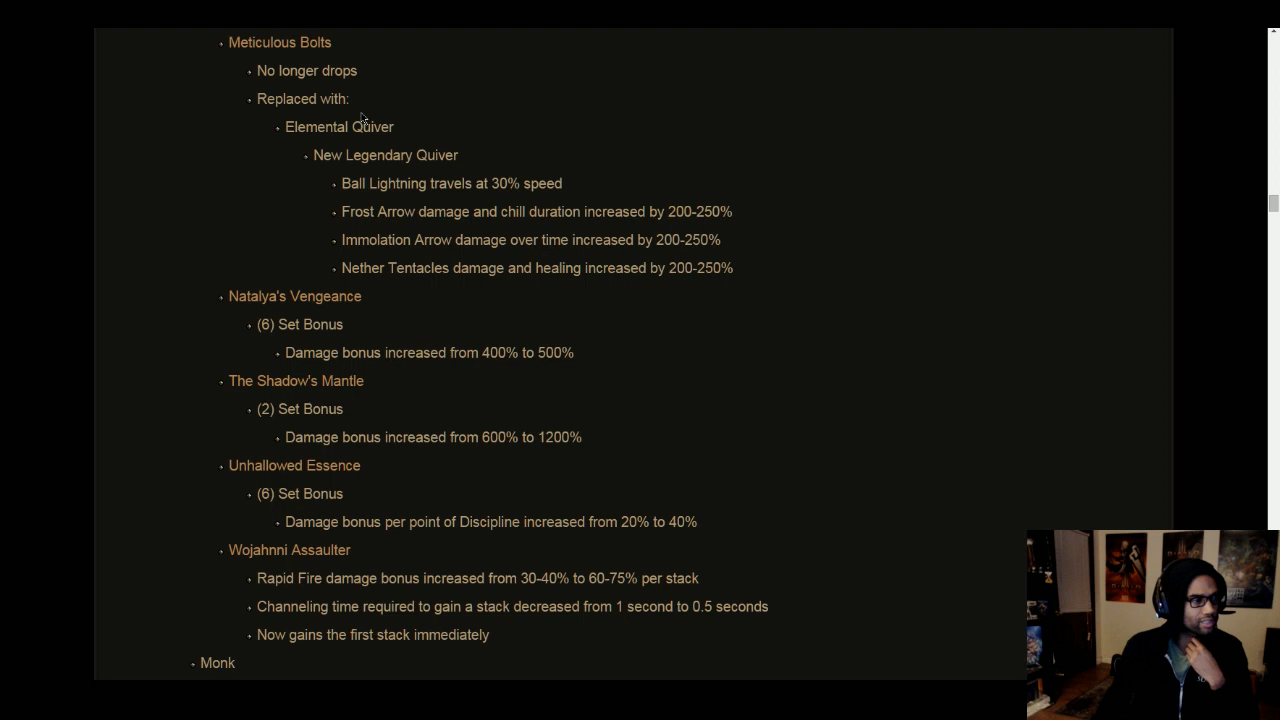 Meticulous Bolts
No longer drops
Replaced with:
Elemental Quiver
New Legendary Quiver
Ball Lightning travels at 30% speed
Frost Arrow damage and chill duration increased by 200-250%
Immolation Arrow damage over time increased by 200-250%
Nether Tentacles damage and healing increased by 200-250%
Natalya's Vengeance
(6) Set Bonus
Damage bonus increased from 400% to 500%
The Shadow's Mantle
(2) Set Bonus
Damage bonus increased from 600% to 1200%
Unhallowed Essence
(6) Set Bonus
Damage bonus per point of Discipline increased from 20% to 40%
Wojahnni Assaulter
Rapid Fire damage bonus increased from 30-40% to 60-75% per stack
Channeling time required to gain a stack decreased from 1 second to 0.5 seconds
Now gains the first stack immediately
Monk